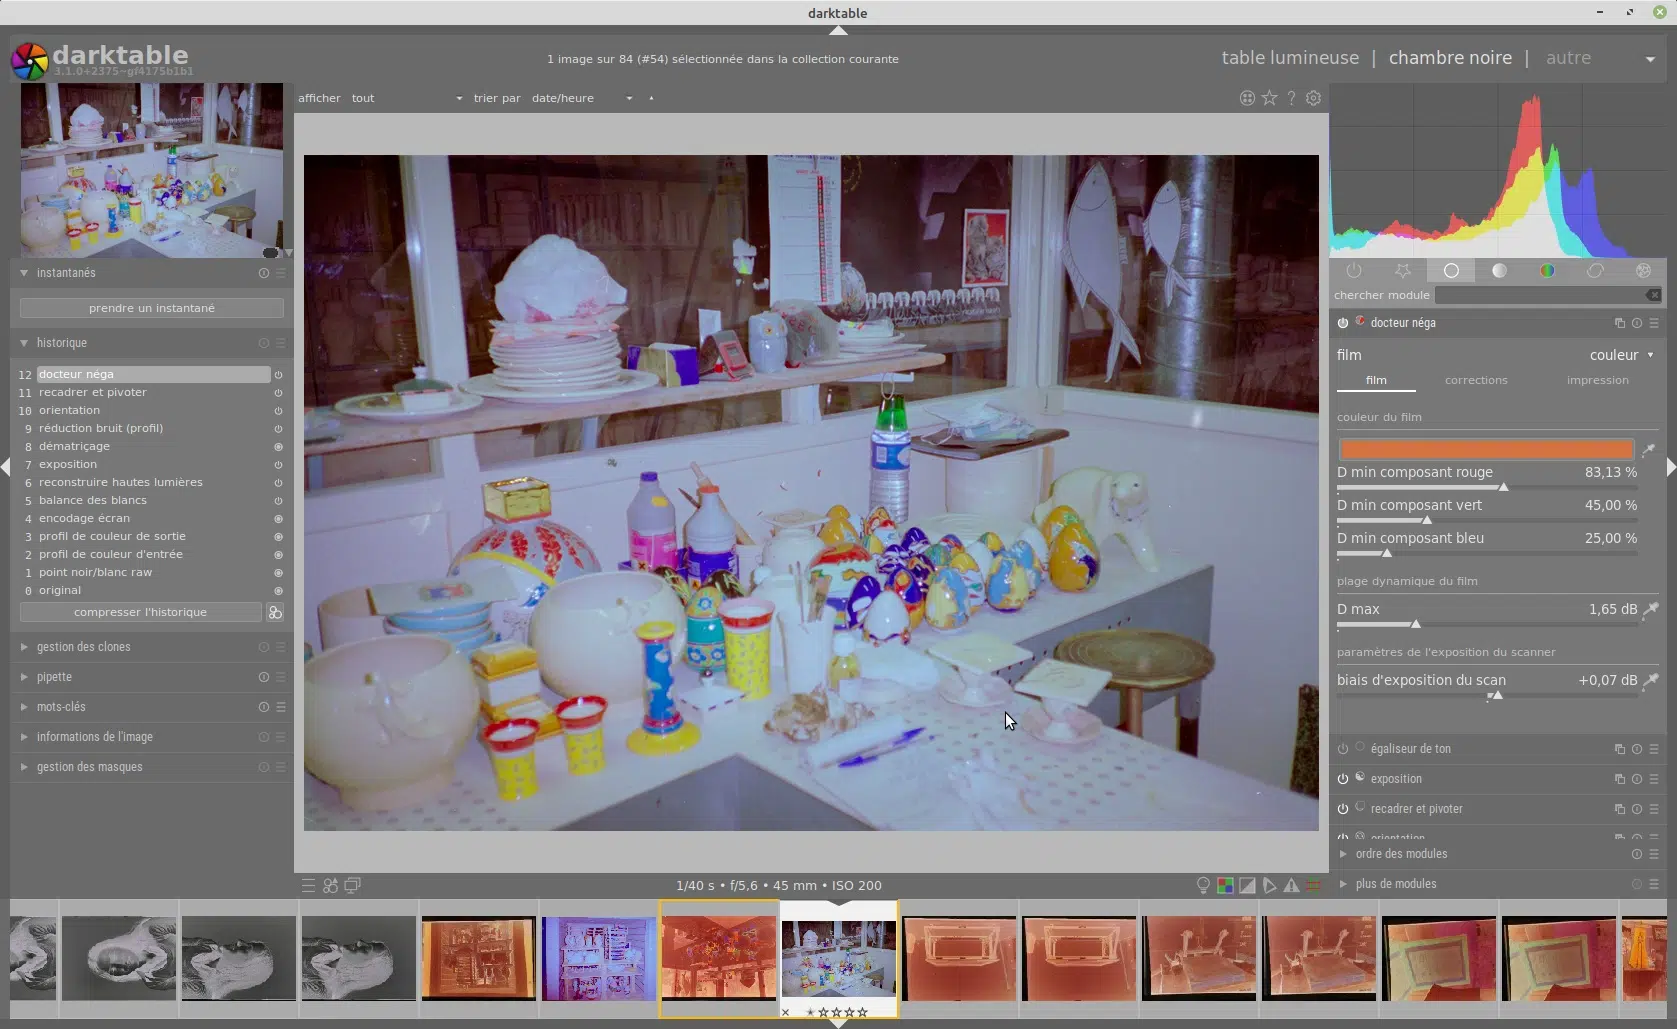 darktable
darktable
3.1.0+2375~gf4175b1b1
1 image sur 84 (#54) sélectionnée dans la collection courante
table lumineuse | chambre noire | autre
afficher tout trier par date/heure
instantanés
prendre un instantané
historique
12 docteur néga
11 recadrer et pivoter
10 orientation
9 réduction bruit (profil)
8 dématriçage
7 exposition
6 reconstruire hautes lumières
5 balance des blancs
4 encodage écran
3 profil de couleur de sortie
2 profil de couleur d'entrée
1 point noir/blanc raw
0 original
compresser l'historique
gestion des clones
pipette
mots-clés
informations de l'image
gestion des masques
1/40 s • f/5,6 • 45 mm • ISO 200
chercher module
docteur néga
film couleur
film corrections impression
couleur du film
D min composant rouge 83,13 %
D min composant vert 45,00 %
D min composant bleu 25,00 %
plage dynamique du film
D max 1,65 dB
paramètres de l'exposition du scanner
biais d'exposition du scan +0,07 dB
égaliseur de ton
exposition
recadrer et pivoter
orientation
ordre des modules
plus de modules